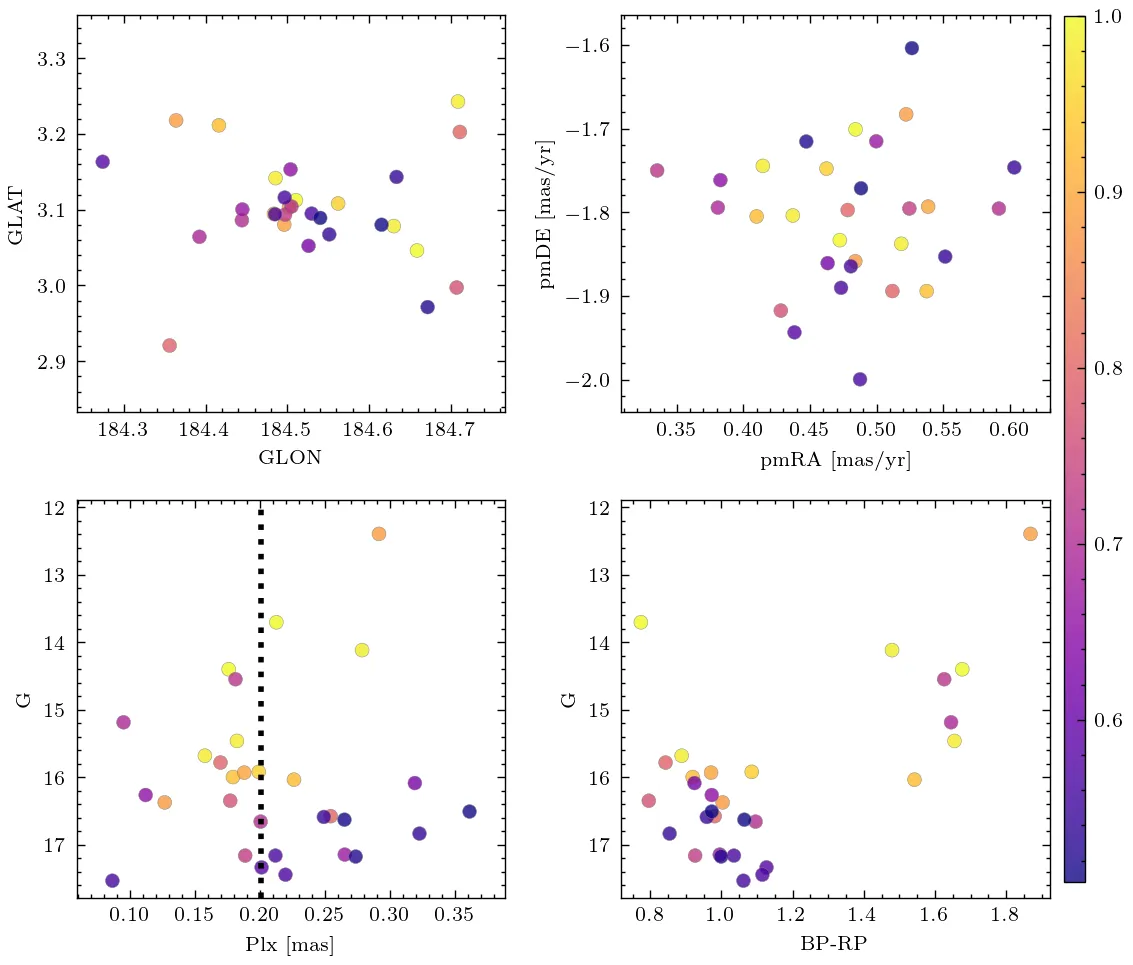 3.3
3.2
3.1
3.0
2.9
GLAT
184.3 184.4 184.5 184.6 184.7
GLON
−1.6
−1.7
−1.8
−1.9
−2.0
pmDE [mas/yr]
0.35 0.40 0.45 0.50 0.55 0.60
pmRA [mas/yr]
1.0
0.9
0.8
0.7
0.6
12
13
14
15
16
17
G
0.10 0.15 0.20 0.25 0.30 0.35
Plx [mas]
12
13
14
15
16
17
G
0.8 1.0 1.2 1.4 1.6 1.8
BP-RP